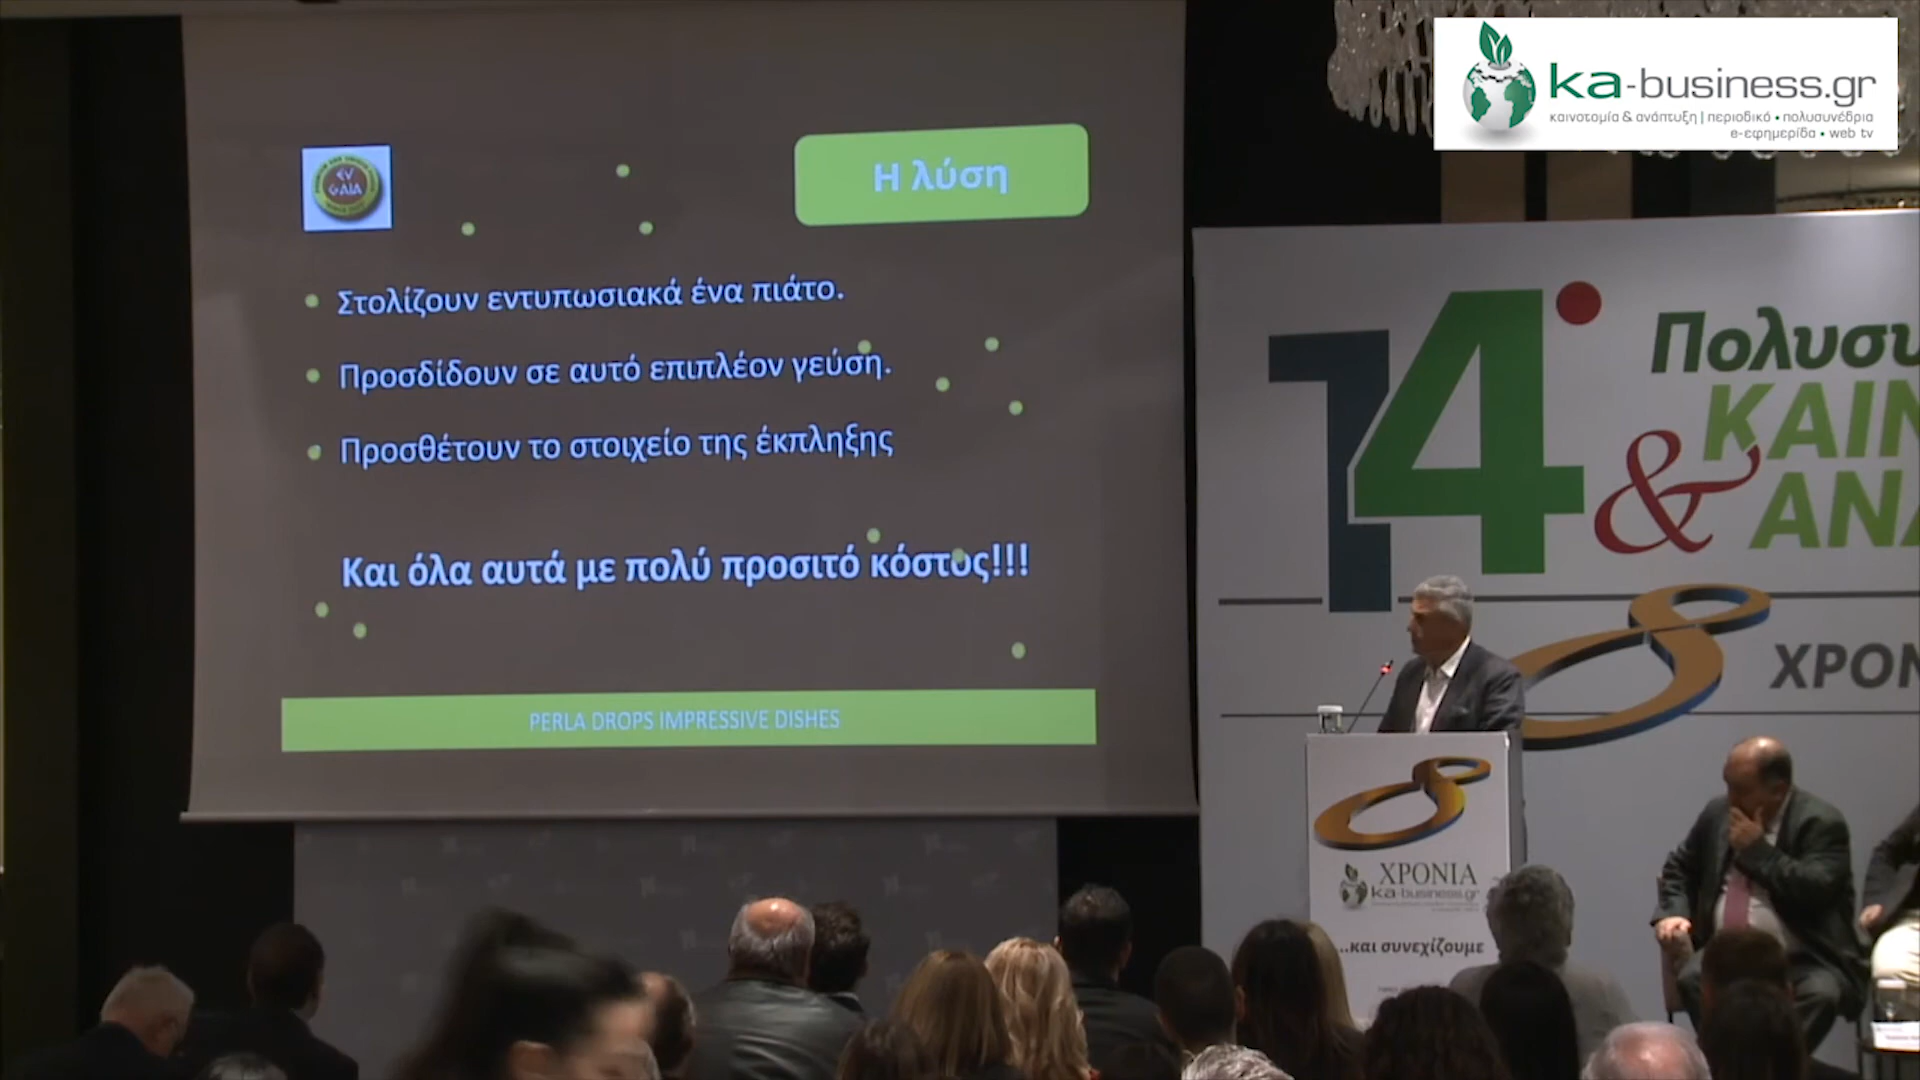 ka-business.gr
καινοτομία & ανάπτυξη | περιοδικό • πολυσυνέδρια
e-εφημερίδα • web tv
ΕΥ
GAIA
Η λύση
Στολίζουν εντυπωσιακά ένα πιάτο.
Προσδίδουν σε αυτό επιπλέον γεύση.
Προσθέτουν το στοιχείο της έκπληξης
Και όλα αυτά με πολύ προσιτό κόστος!!!
PERLA DROPS IMPRESSIVE DISHES
14° Πολυσυ
ΚΑΙΝ
& ΑΝΑ
8 ΧΡΟΝ
8
ΧΡΟΝΙΑ
ka-business.gr
...και συνεχίζουμε